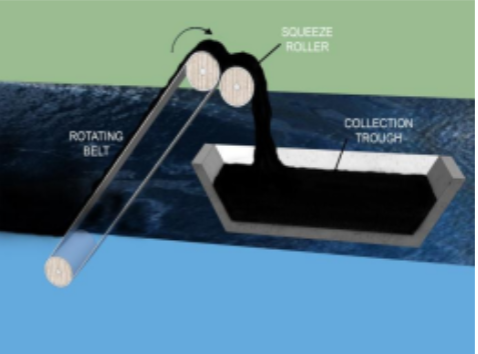 SQUEEZE
ROLLER
ROTATING
BELT
COLLECTION
TROUGH